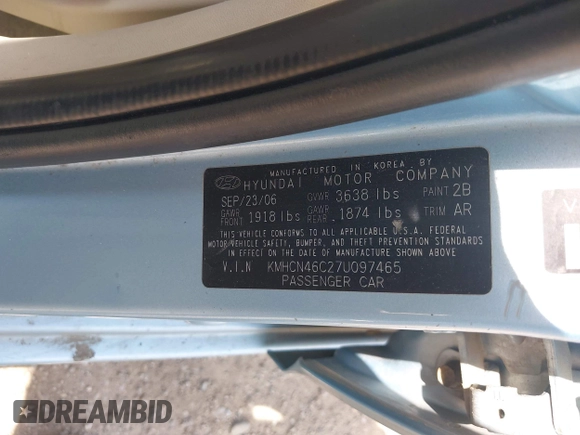 MANUFACTURED IN KOREA BY
HYUNDAI MOTOR COMPANY
SEP/23/06 GVWR 3638 lbs PAINT 2B
GAWR FRONT 1918 lbs GAWR REAR 1874 lbs TRIM AR
THIS VEHICLE CONFORMS TO ALL APPLICABLE U.S.A. FEDERAL
MOTOR VEHICLE SAFETY, BUMPER, AND THEFT PREVENTION STANDARDS
IN EFFECT ON THE DATE OF MANUFACTURE SHOWN ABOVE.
V.I.N KMHCN46C27U097465
PASSENGER CAR
DREAMBID